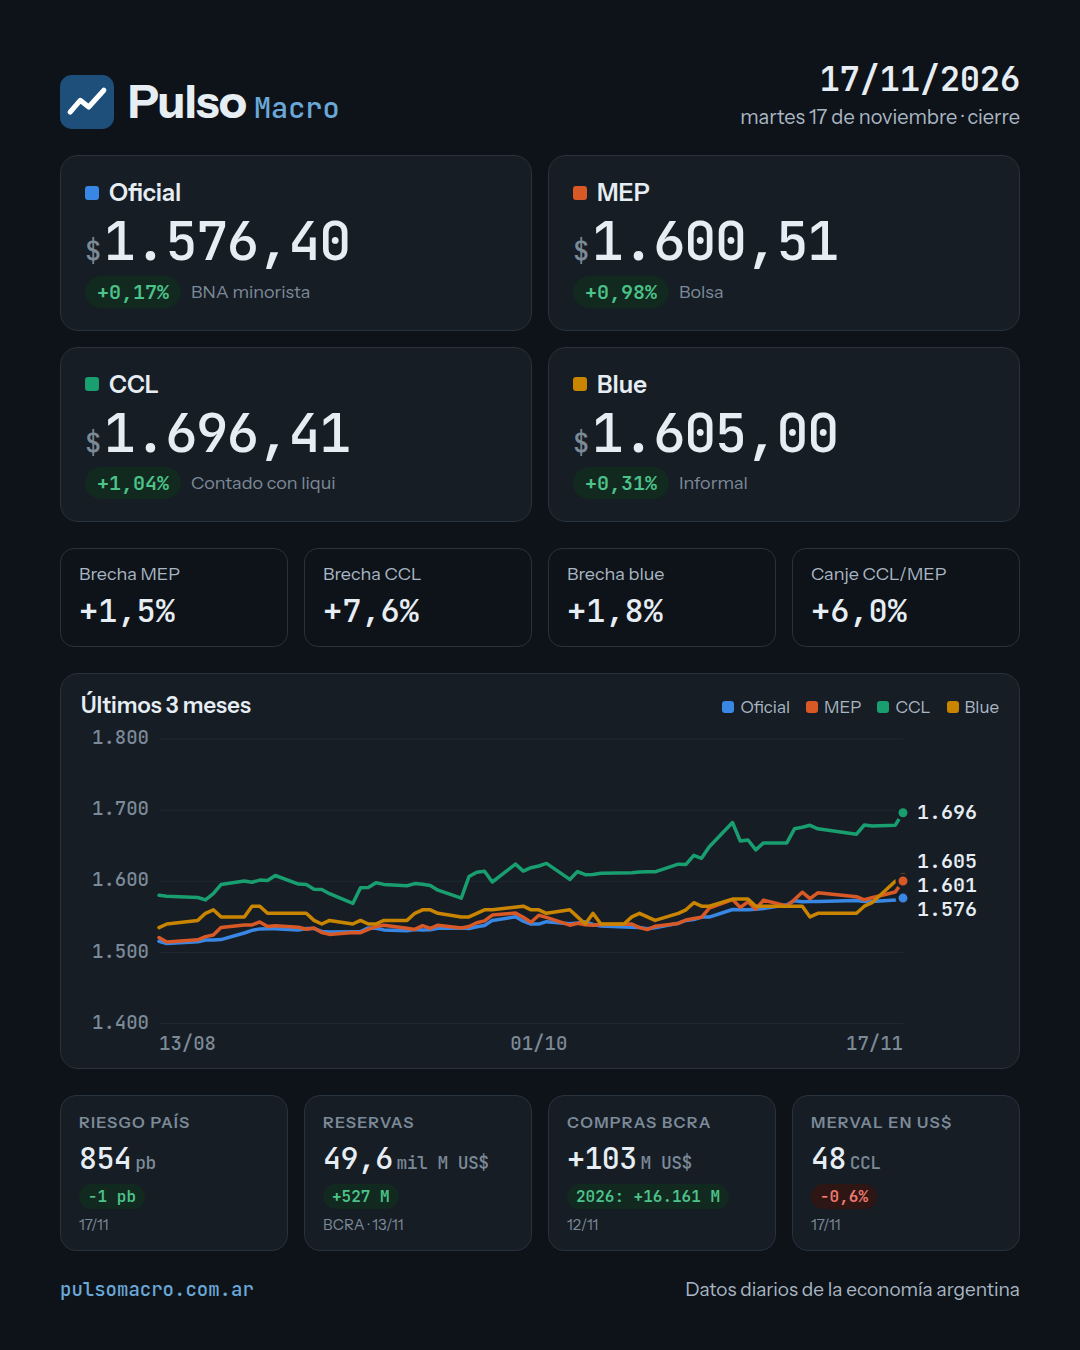 Pulso Macro
17/11/2026
martes 17 de noviembre · cierre
Oficial
$1.576,40
+0,17% BNA minorista
MEP
$1.600,51
+0,98% Bolsa
CCL
$1.696,41
+1,04% Contado con liqui
Blue
$1.605,00
+0,31% Informal
Brecha MEP
+1,5%
Brecha CCL
+7,6%
Brecha blue
+1,8%
Canje CCL/MEP
+6,0%
Últimos 3 meses
Oficial MEP CCL Blue
1.800
1.700
1.600
1.500
1.400
1.696
1.605
1.601
1.576
13/08 01/10 17/11
RIESGO PAÍS
854 pb
-1 pb
17/11
RESERVAS
49,6 mil M US$
+527 M
BCRA · 13/11
COMPRAS BCRA
+103 M US$
2026: +16.161 M
12/11
MERVAL EN US$
48 CCL
-0,6%
17/11
pulsomacro.com.ar
Datos diarios de la economía argentina